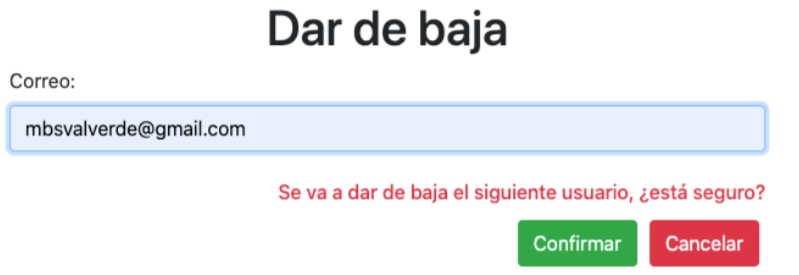 Dar de baja
Correo:
mbsvalverde@gmail.com
Se va a dar de baja el siguiente usuario, ¿está seguro?
Confirmar Cancelar